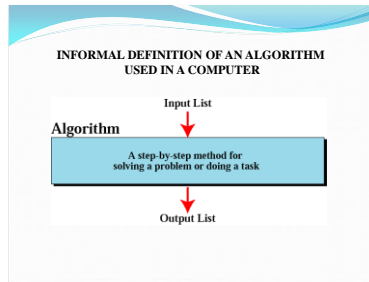 INFORMAL DEFINITION OF AN ALGORITHM
USED IN A COMPUTER
Input List
Algorithm
A step-by-step method for
solving a problem or doing a task
Output List